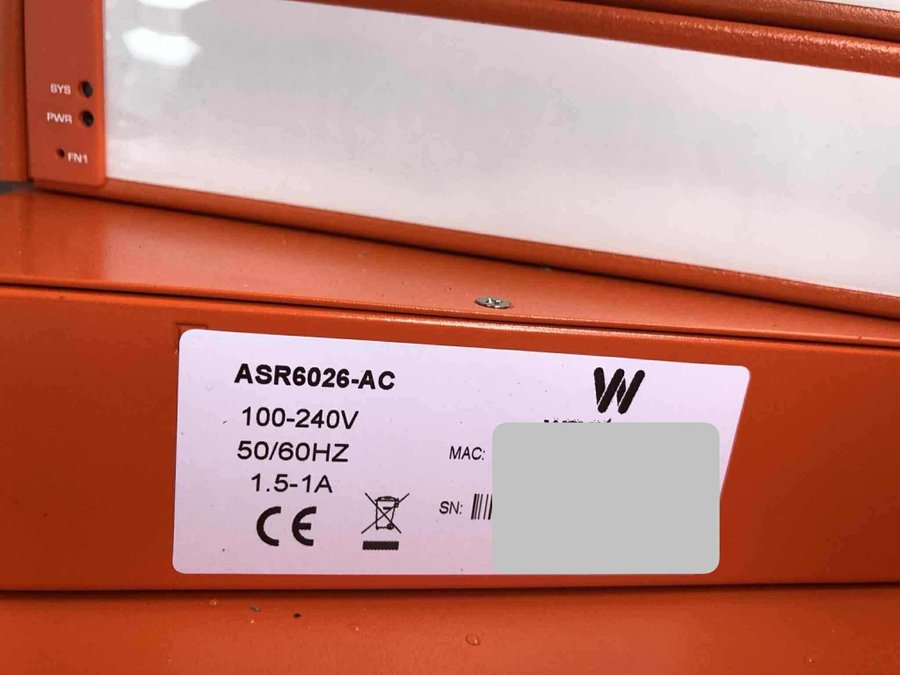 SYS
PWR
FN1
ASR6026-AC
100-240V
50/60HZ
1.5-1A
CE
MAC:
SN: